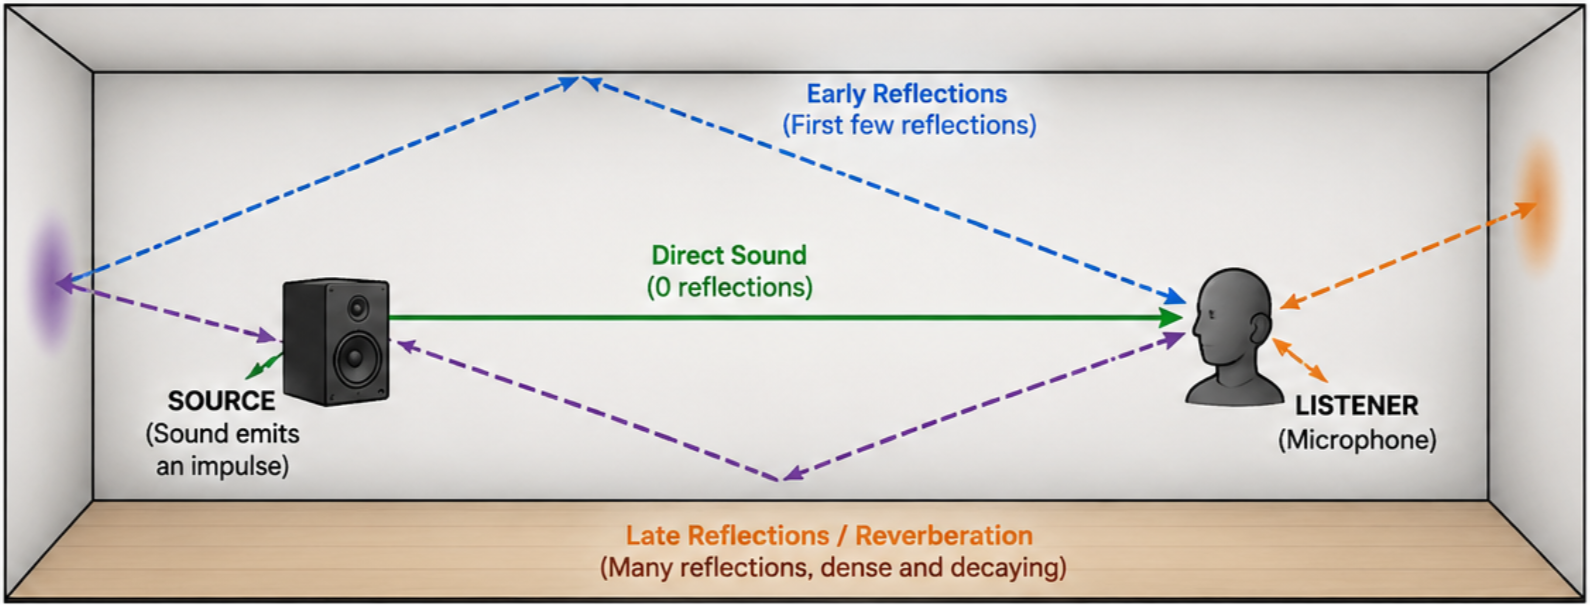 Early Reflections
(First few reflections)
Direct Sound
(0 reflections)
SOURCE
(Sound emits
an impulse)
LISTENER
(Microphone)
Late Reflections / Reverberation
(Many reflections, dense and decaying)